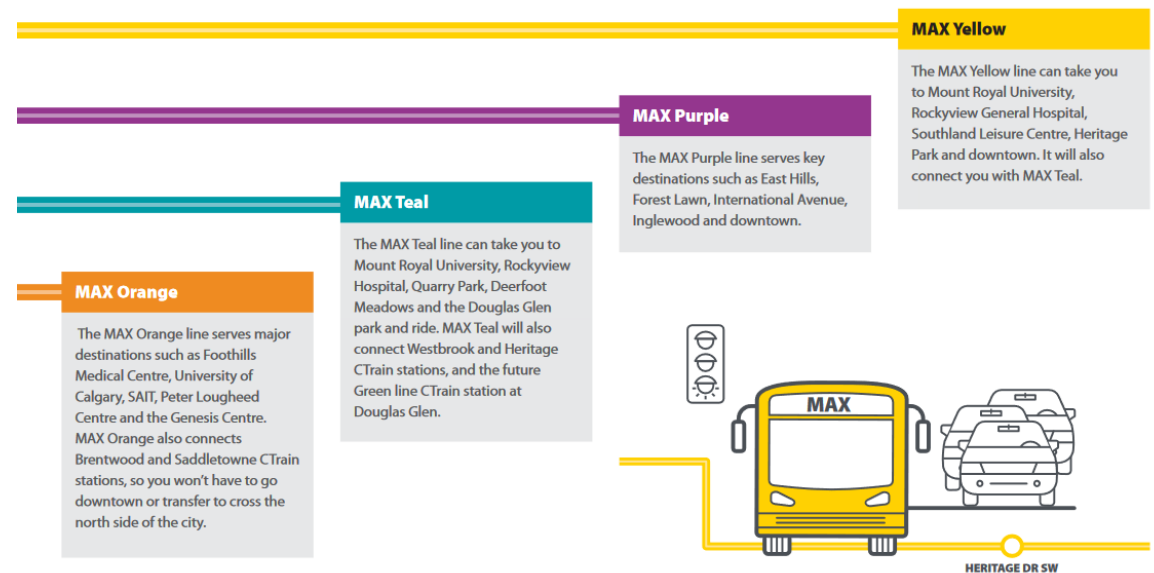 MAX Yellow
The MAX Yellow line can take you
to Mount Royal University,
Rockyview General Hospital,
Southland Leisure Centre, Heritage
Park and downtown. It will also
connect you with MAX Teal.
MAX Purple
The MAX Purple line serves key
destinations such as East Hills,
Forest Lawn, International Avenue,
Inglewood and downtown.
MAX Teal
The MAX Teal line can take you to
Mount Royal University, Rockyview
Hospital, Quarry Park, Deerfoot
Meadows and the Douglas Glen
park and ride. MAX Teal will also
connect Westbrook and Heritage
CTrain stations, and the future
Green line CTrain station at
Douglas Glen.
MAX Orange
The MAX Orange line serves major
destinations such as Foothills
Medical Centre, University of
Calgary, SAIT, Peter Lougheed
Centre and the Genesis Centre.
MAX Orange also connects
Brentwood and Saddletowne CTrain
stations, so you won't have to go
downtown or transfer to cross the
north side of the city.
MAX
HERITAGE DR SW